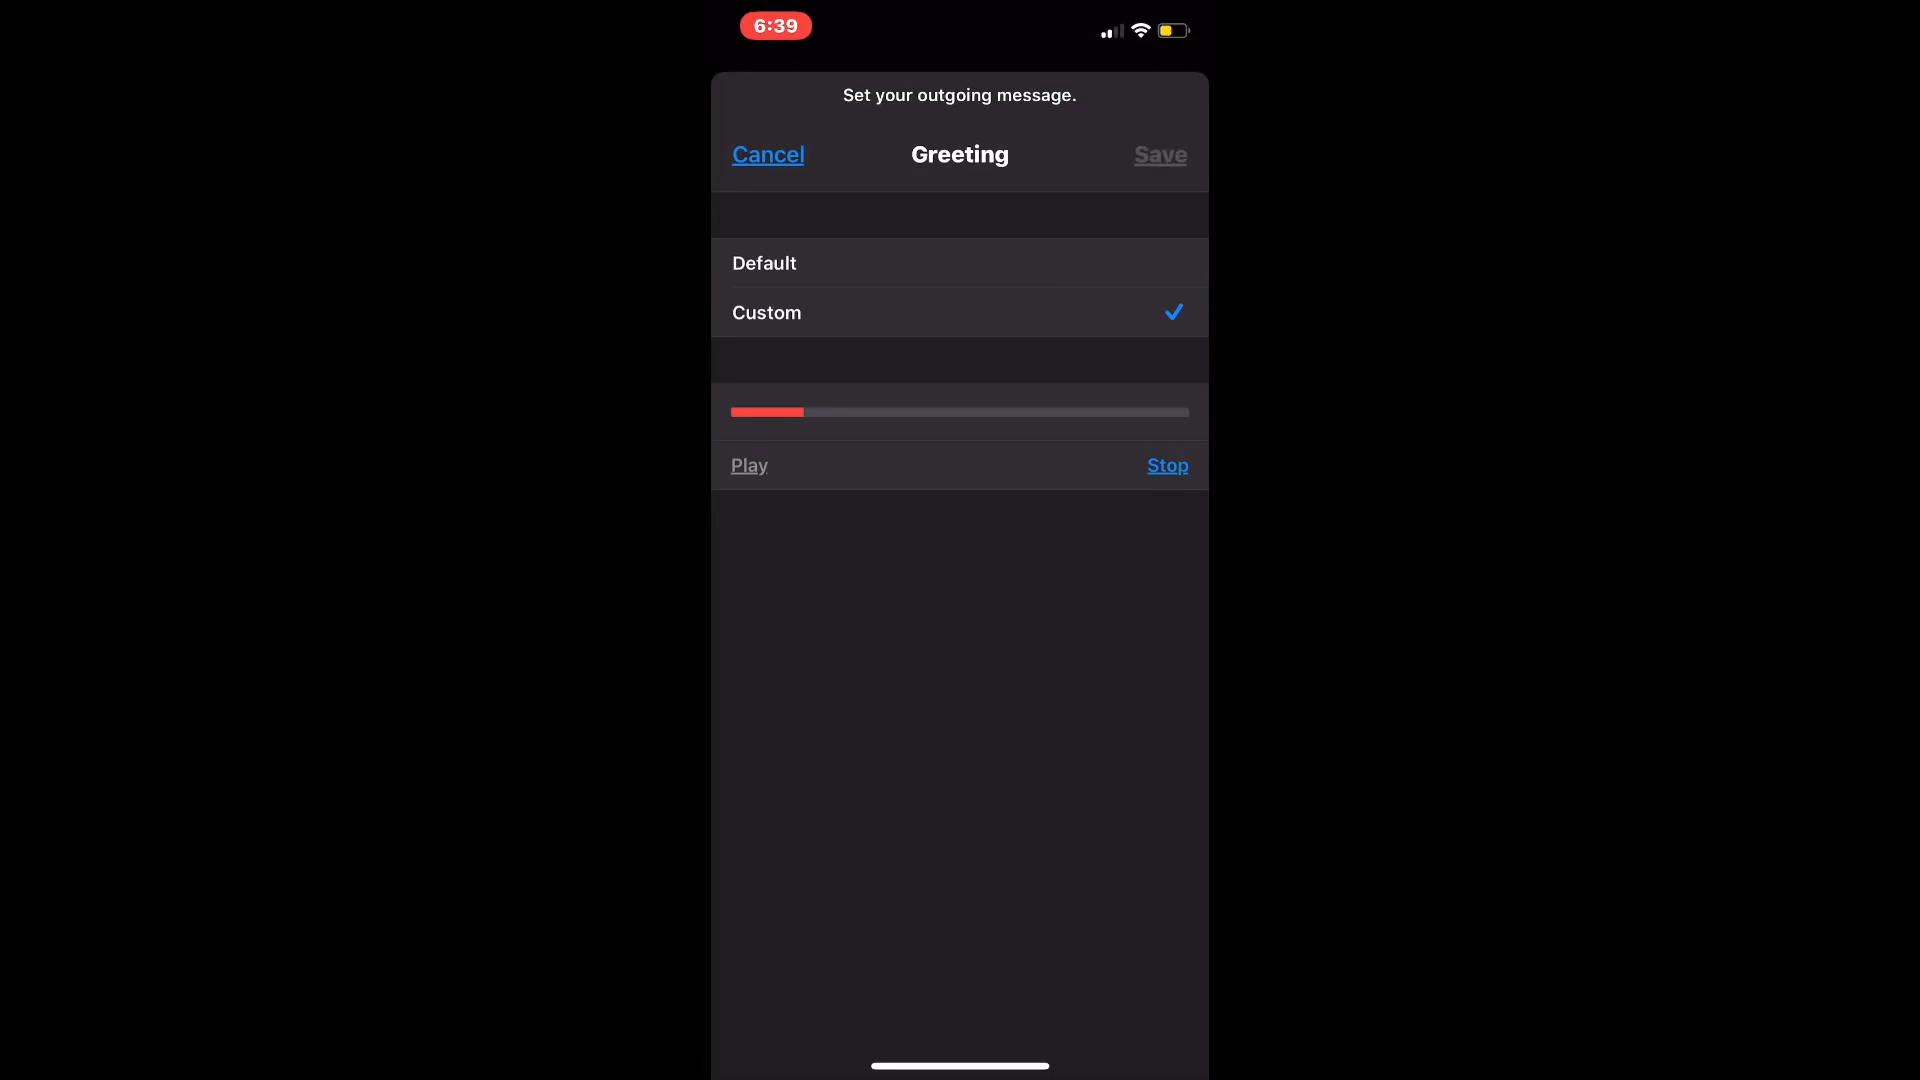 6:39
Set your outgoing message.
Cancel
Greeting
Save
Default
Custom
Play
Stop